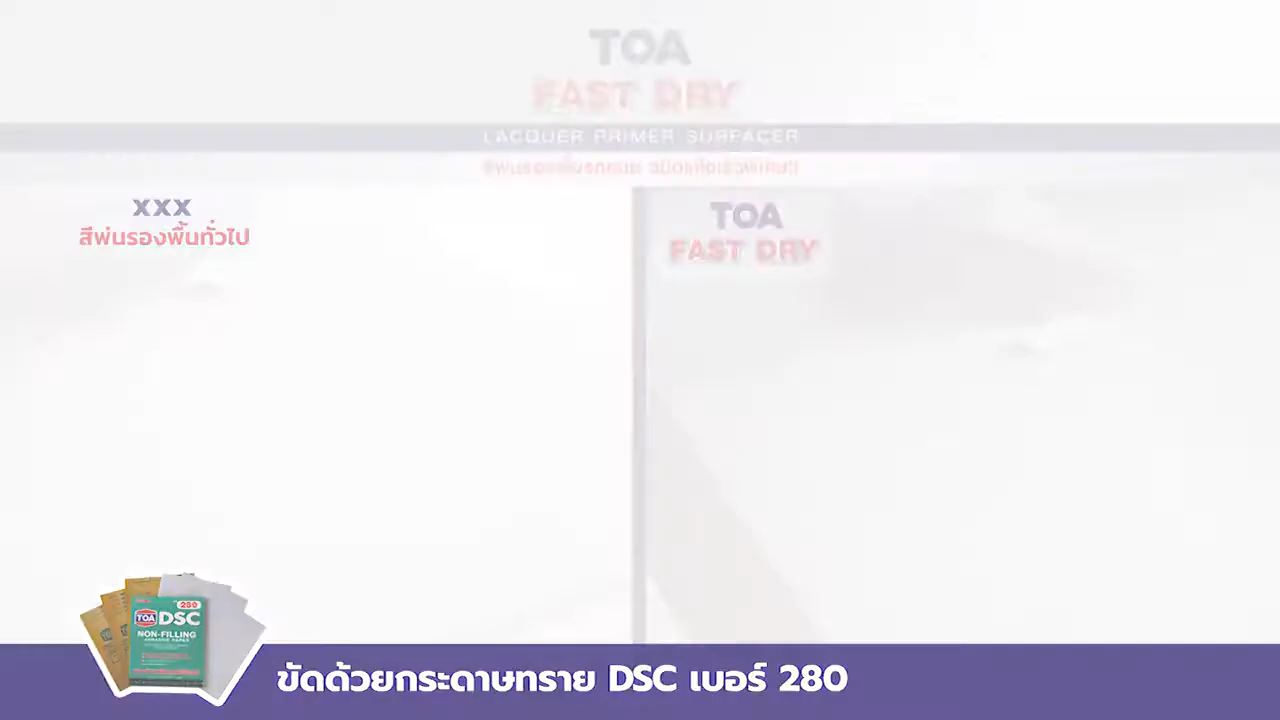 TOA
FAST DRY
LACQUER PRIMER SURFACER
xxx
สีพ่นรองพื้นทั่วไป
TOA
FAST DRY
280
TOA DSC
NON-FILLING
ABRASIVE PAPER
ขัดด้วยกระดาษทราย DSC เบอร์ 280